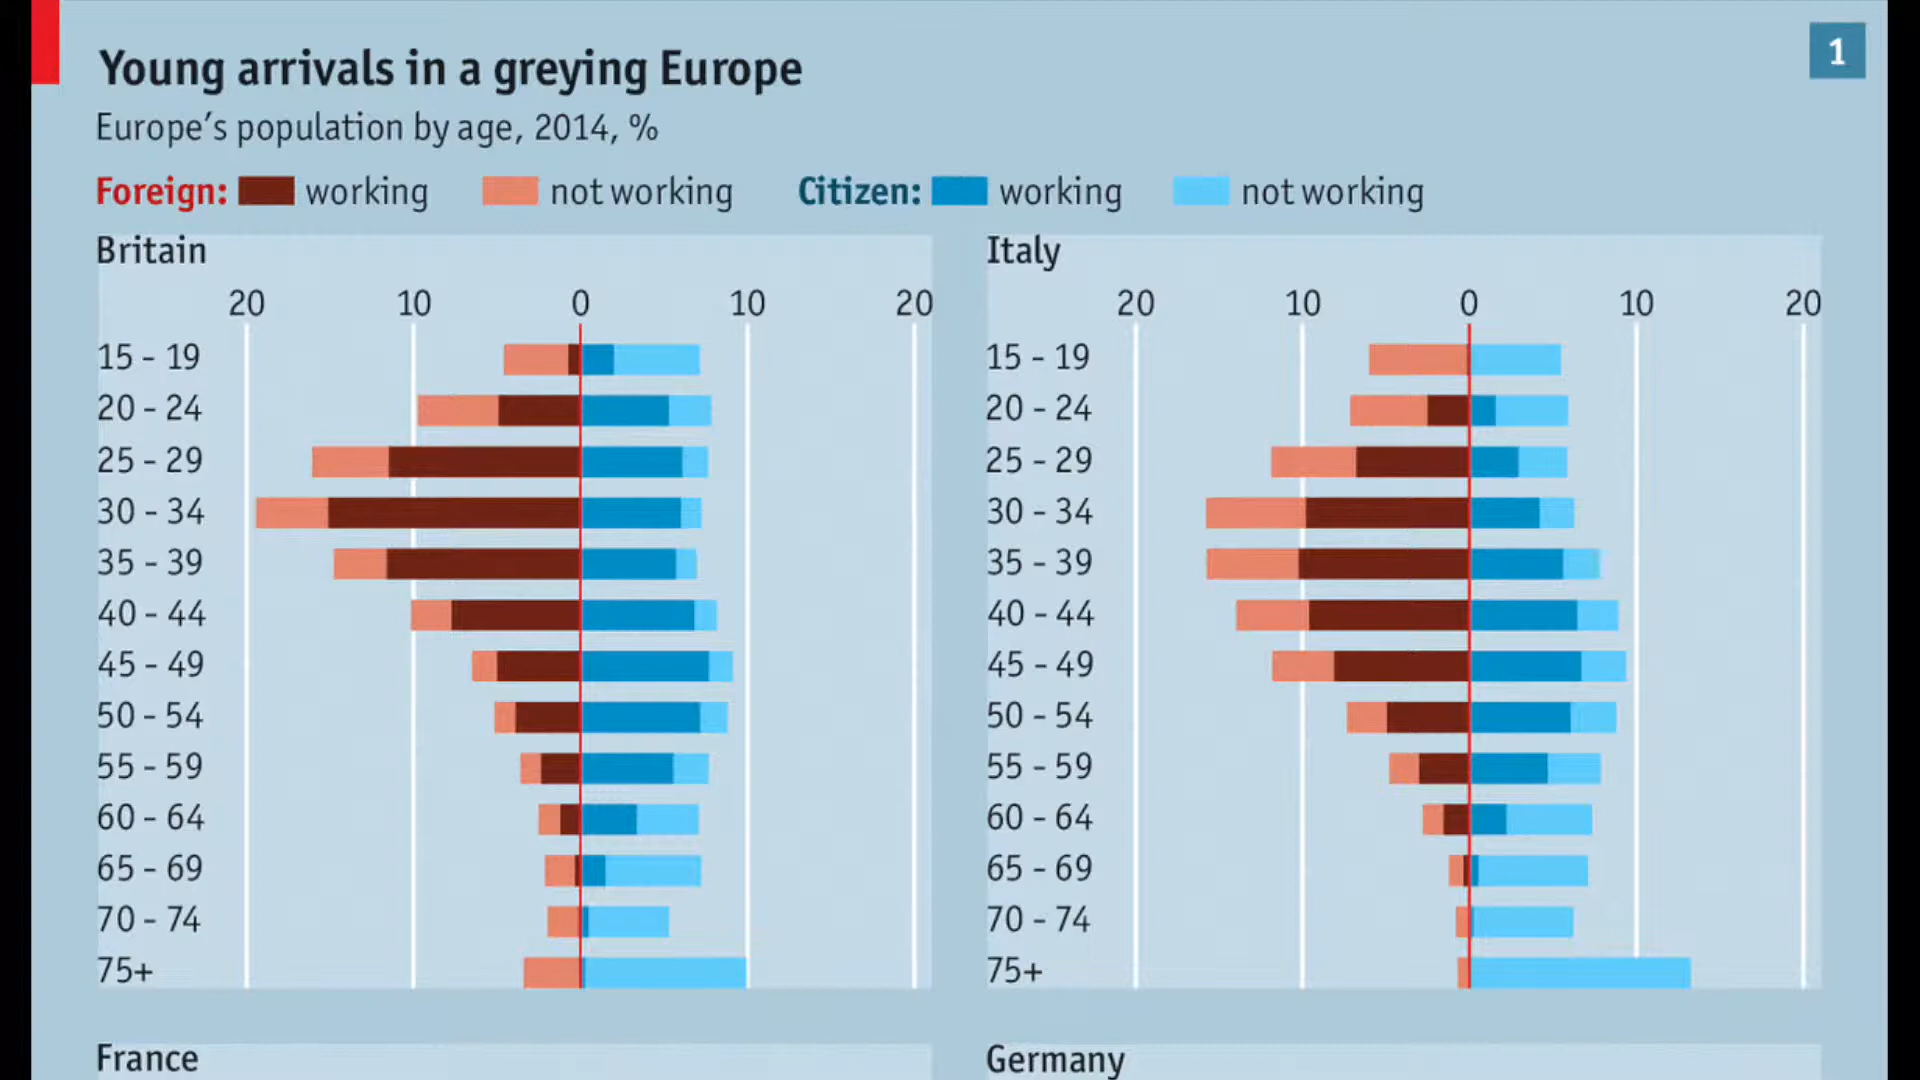 Young arrivals in a greying Europe
1
Europe's population by age, 2014, %
Foreign: working not working Citizen: working not working
Britain
20 10 0 10 20
15 - 19
20 - 24
25 - 29
30 - 34
35 - 39
40 - 44
45 - 49
50 - 54
55 - 59
60 - 64
65 - 69
70 - 74
75+
Italy
20 10 0 10 20
15 - 19
20 - 24
25 - 29
30 - 34
35 - 39
40 - 44
45 - 49
50 - 54
55 - 59
60 - 64
65 - 69
70 - 74
75+
France
Germany